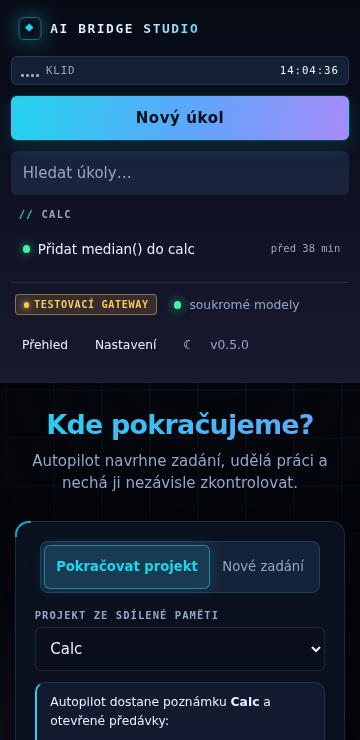 AI BRIDGE STUDIO
KLID 14:04:36
Nový úkol
Hledat úkoly…
// CALC
Přidat median() do calc před 38 min
TESTOVACÍ GATEWAY soukromé modely
Přehled Nastavení ☾ v0.5.0
Kde pokračujeme?
Autopilot navrhne zadání, udělá práci a
nechá ji nezávisle zkontrolovat.
Pokračovat projekt Nové zadání
PROJEKT ZE SDÍLENÉ PAMĚTI
Calc
Autopilot dostane poznámku Calc a
otevřené předávky: